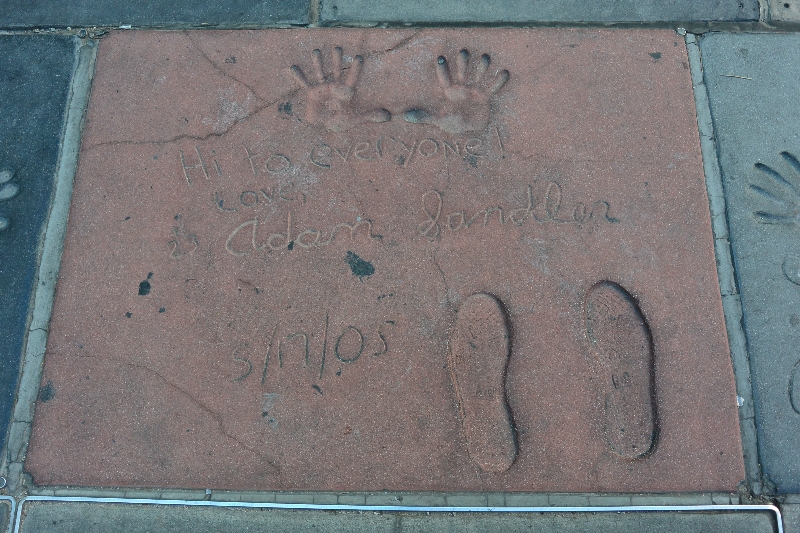 Hi to everyone!
Love,
Adam Sandler
5/17/05